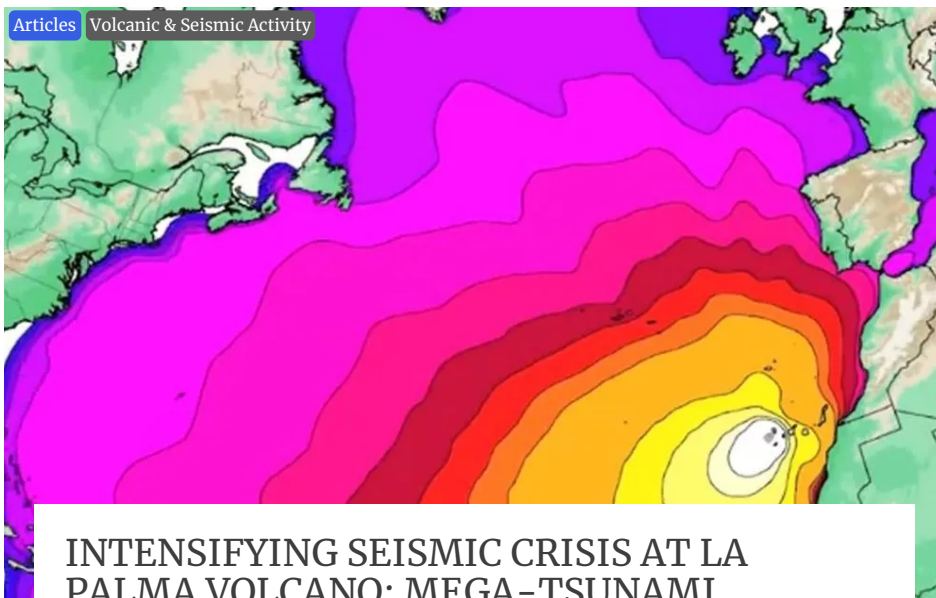 Articles
Volcanic & Seismic Activity
INTENSIFYING SEISMIC CRISIS AT LA
PALMA VOLCANO: MEGA-TSUNAMI